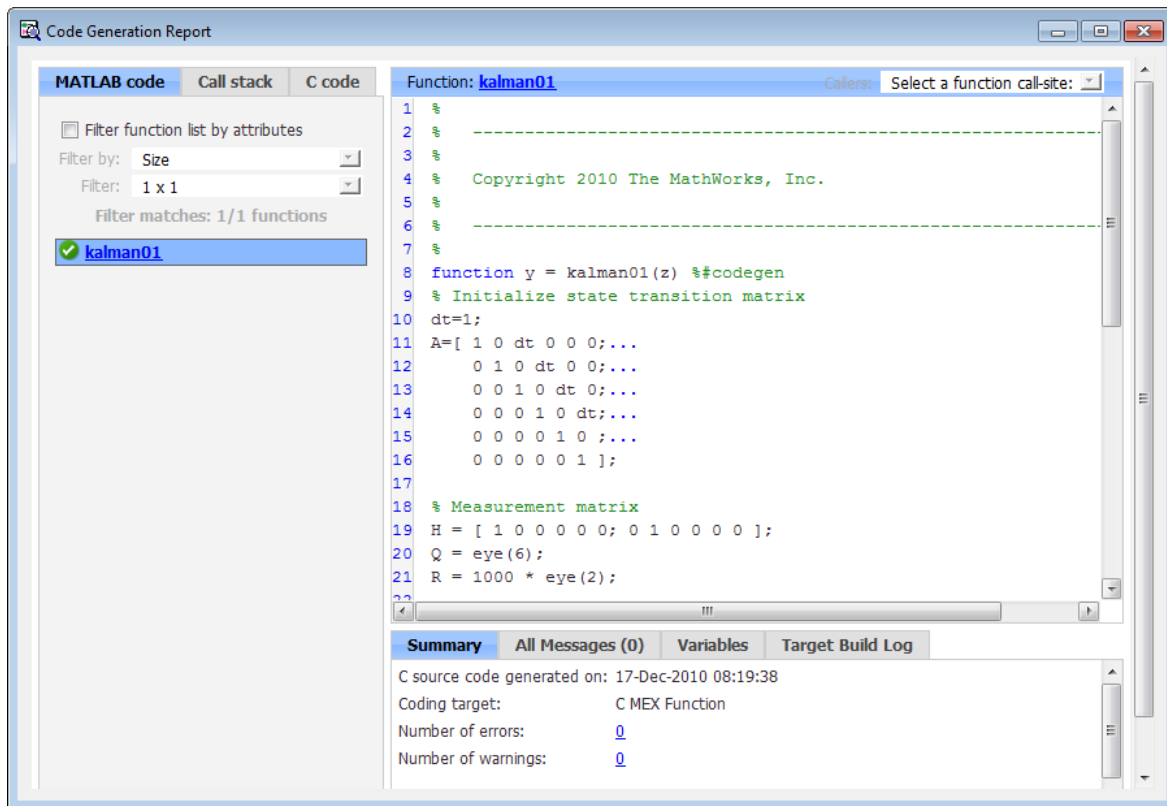 Code Generation Report
MATLAB code Call stack C code
Filter function list by attributes
Filter by: Size
Filter: 1 x 1
Filter matches: 1/1 functions
kalman01
Function: kalman01 Callers: Select a function call-site:
1 %
2 % ------------------------------------------------------------
3 %
4 % Copyright 2010 The MathWorks, Inc.
5 %
6 % ------------------------------------------------------------
7 %
8 function y = kalman01(z) %#codegen
9 % Initialize state transition matrix
10 dt=1;
11 A=[ 1 0 dt 0 0 0;...
12 0 1 0 dt 0 0;...
13 0 0 1 0 dt 0;...
14 0 0 0 1 0 dt;...
15 0 0 0 0 1 0 ;...
16 0 0 0 0 0 1 ];
17
18 % Measurement matrix
19 H = [ 1 0 0 0 0 0; 0 1 0 0 0 0 ];
20 Q = eye(6);
21 R = 1000 * eye(2);
22
Summary All Messages (0) Variables Target Build Log
C source code generated on: 17-Dec-2010 08:19:38
Coding target: C MEX Function
Number of errors: 0
Number of warnings: 0